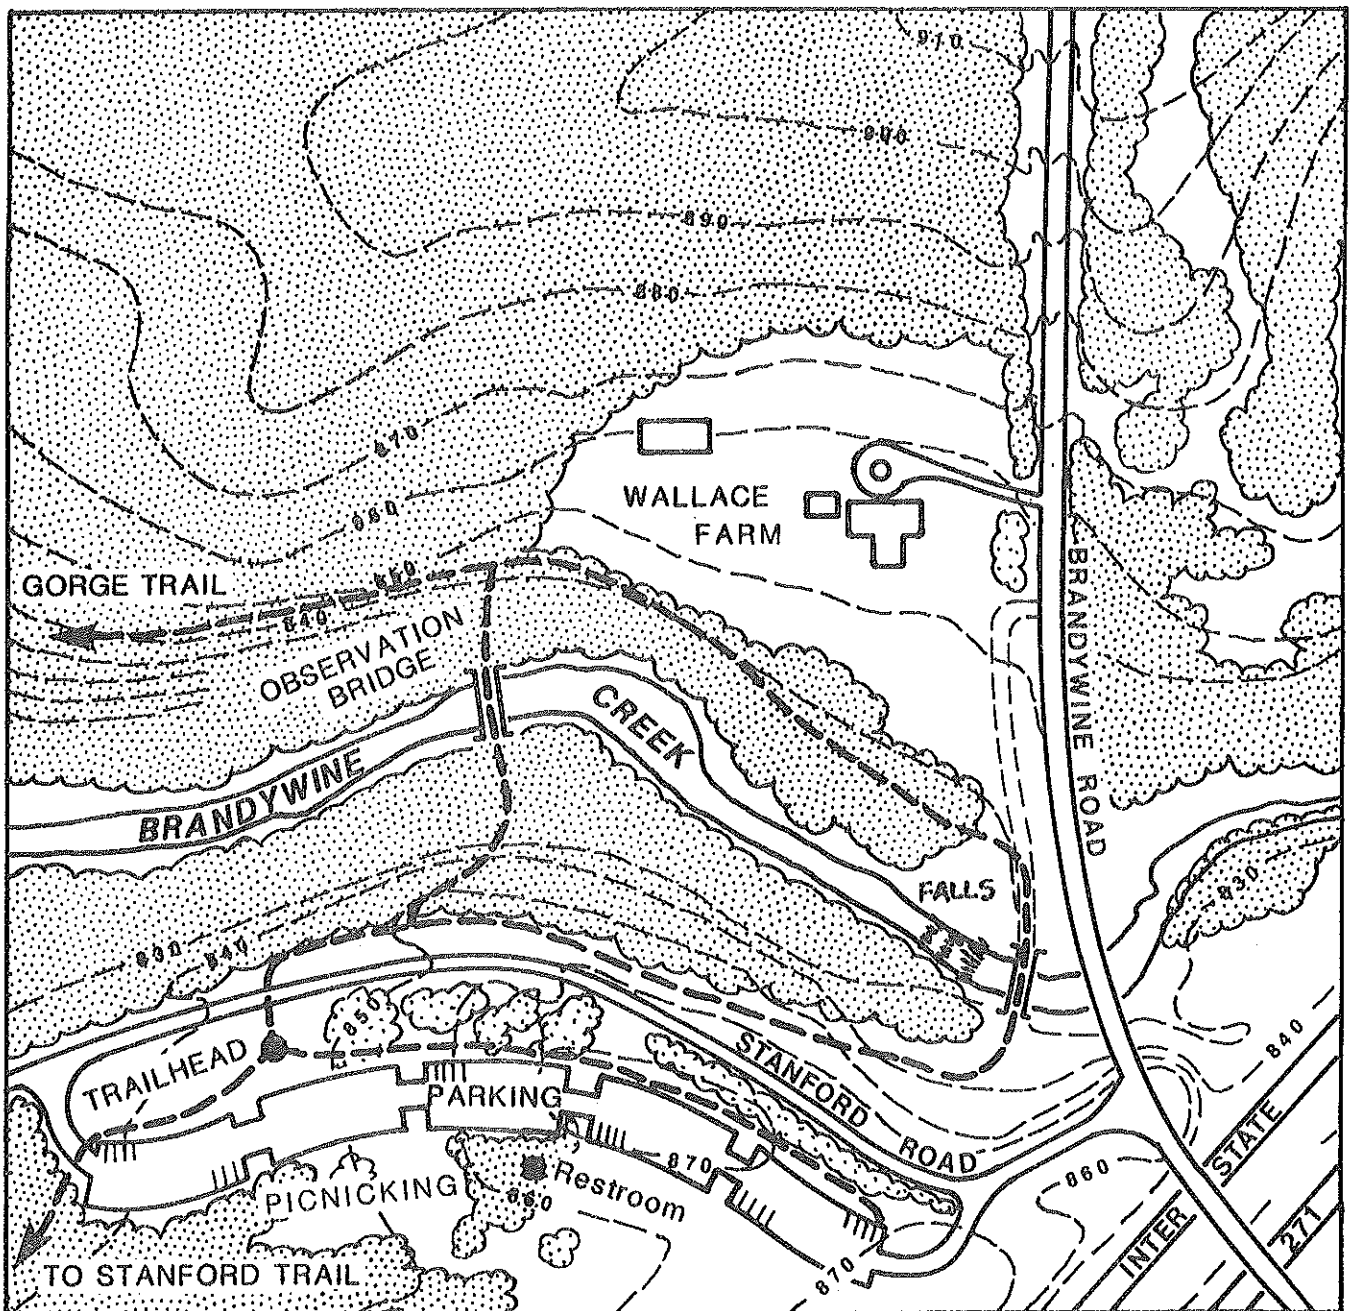 910
900
890
880
870
860
WALLACE
FARM
BRANDYWINE ROAD
850
GORGE TRAIL
840
OBSERVATION
BRIDGE
CREEK
BRANDYWINE
FALLS
830
830
840
850
840
TRAILHEAD
STANFORD ROAD
PARKING
STATE
870
Restroom
860
PICNICKING
860
INTER
271
870
TO STANFORD TRAIL